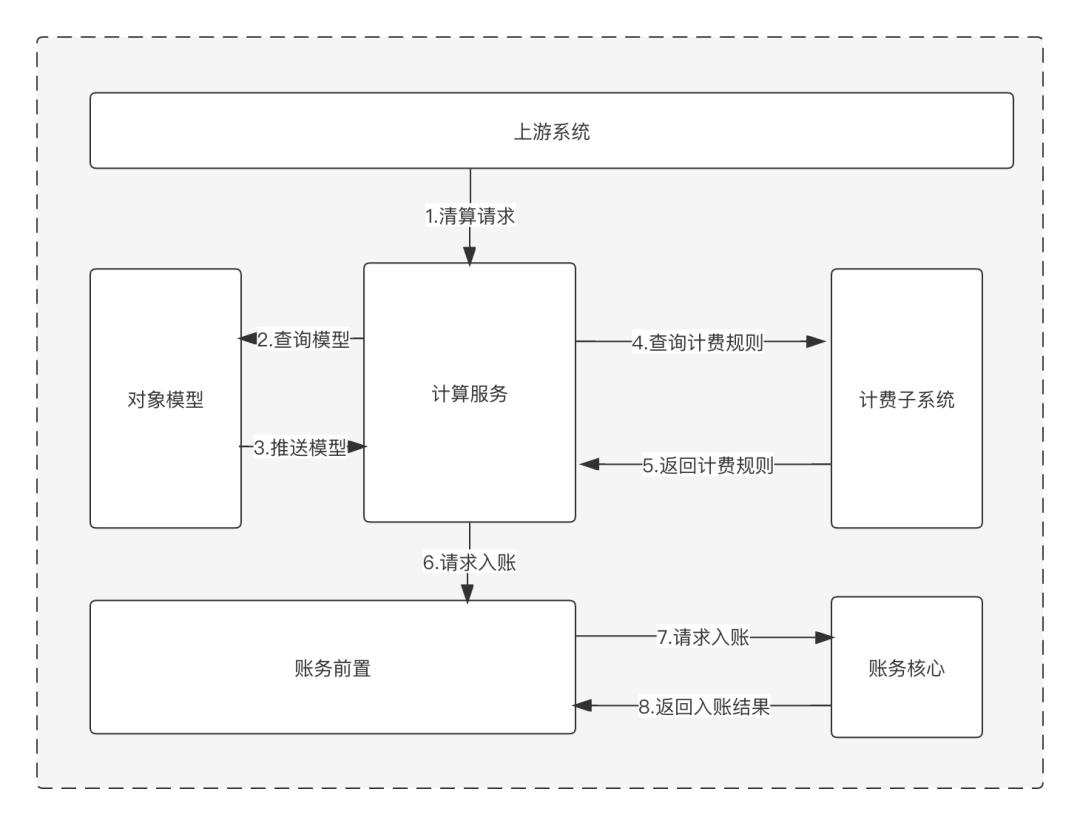 上游系统
1.清算请求
2.查询模型
4.查询计费规则
对象模型
计算服务
计费子系统
3.推送模型
5.返回计费规则
6.请求入账
7.请求入账
账务前置
账务核心
8.返回入账结果